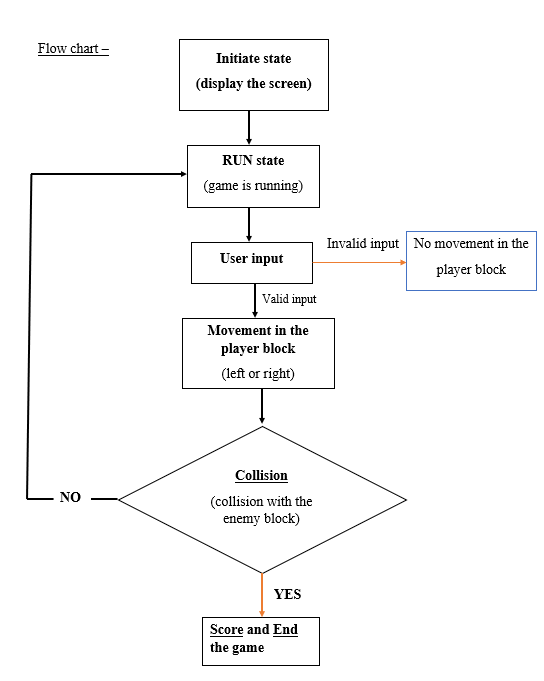 Flow chart –
Initiate state
(display the screen)
RUN state
(game is running)
User input
Invalid input
No movement in the
player block
Valid input
Movement in the
player block
(left or right)
Collision
(collision with the
enemy block)
NO
YES
Score and End
the game